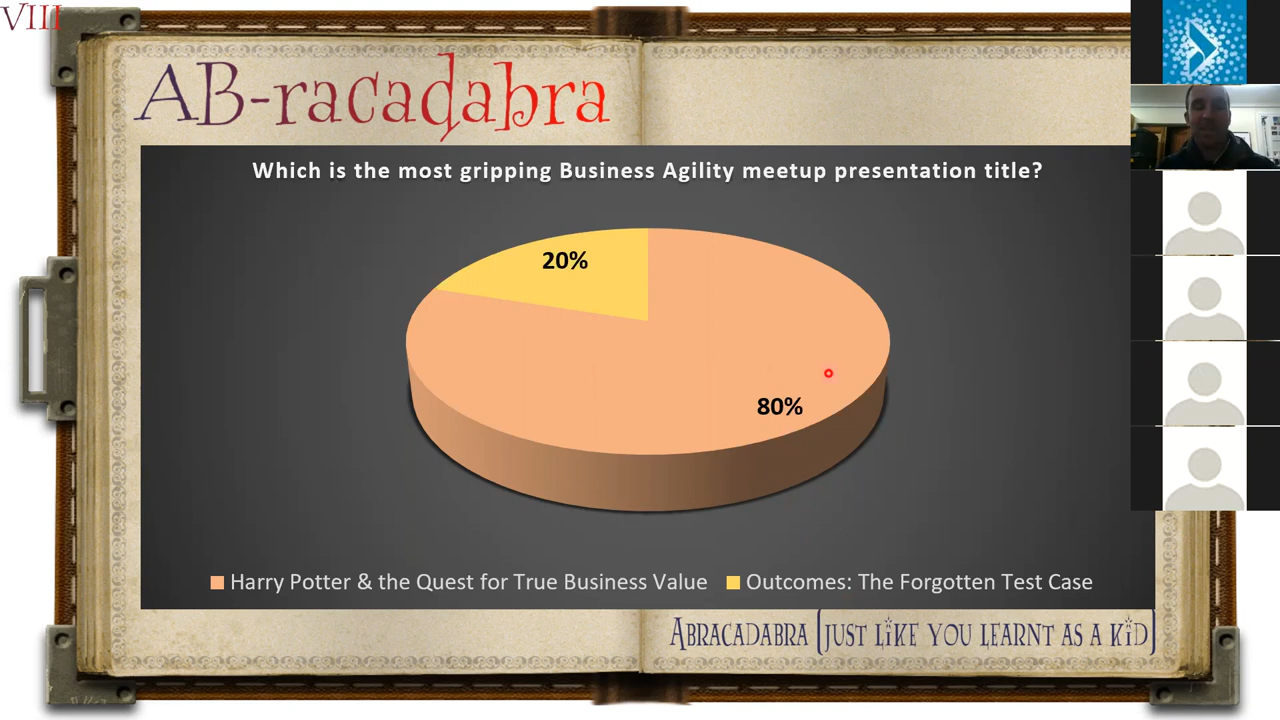 VIII
AB-racadabra
Which is the most gripping Business Agility meetup presentation title?
20%
80%
Harry Potter & the Quest for True Business Value
Outcomes: The Forgotten Test Case
Abracadabra (just like you learnt as a kid)